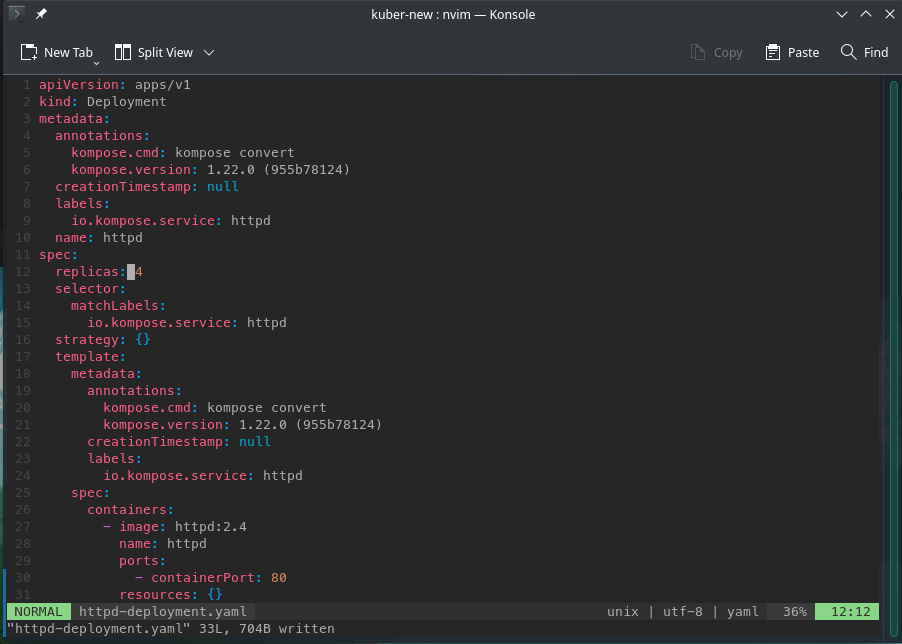 kuber-new : nvim — Konsole
New Tab Split View Copy Paste Find
1 apiVersion: apps/v1
2 kind: Deployment
3 metadata:
4   annotations:
5     kompose.cmd: kompose convert
6     kompose.version: 1.22.0 (955b78124)
7   creationTimestamp: null
8   labels:
9     io.kompose.service: httpd
10   name: httpd
11 spec:
12   replicas: 4
13   selector:
14     matchLabels:
15       io.kompose.service: httpd
16   strategy: {}
17   template:
18     metadata:
19       annotations:
20         kompose.cmd: kompose convert
21         kompose.version: 1.22.0 (955b78124)
22       creationTimestamp: null
23       labels:
24         io.kompose.service: httpd
25     spec:
26       containers:
27         - image: httpd:2.4
28           name: httpd
29           ports:
30             - containerPort: 80
31           resources: {}
NORMAL httpd-deployment.yaml unix | utf-8 | yaml 36% 12:12
"httpd-deployment.yaml" 33L, 704B written